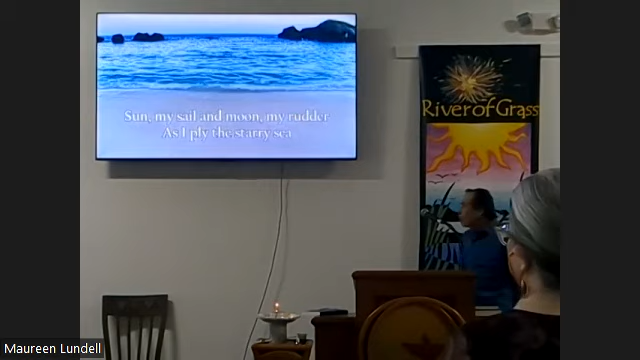 Sun, my sail and moon, my rudder
As I ply the starry sea
River of Grass
Maureen Lundell